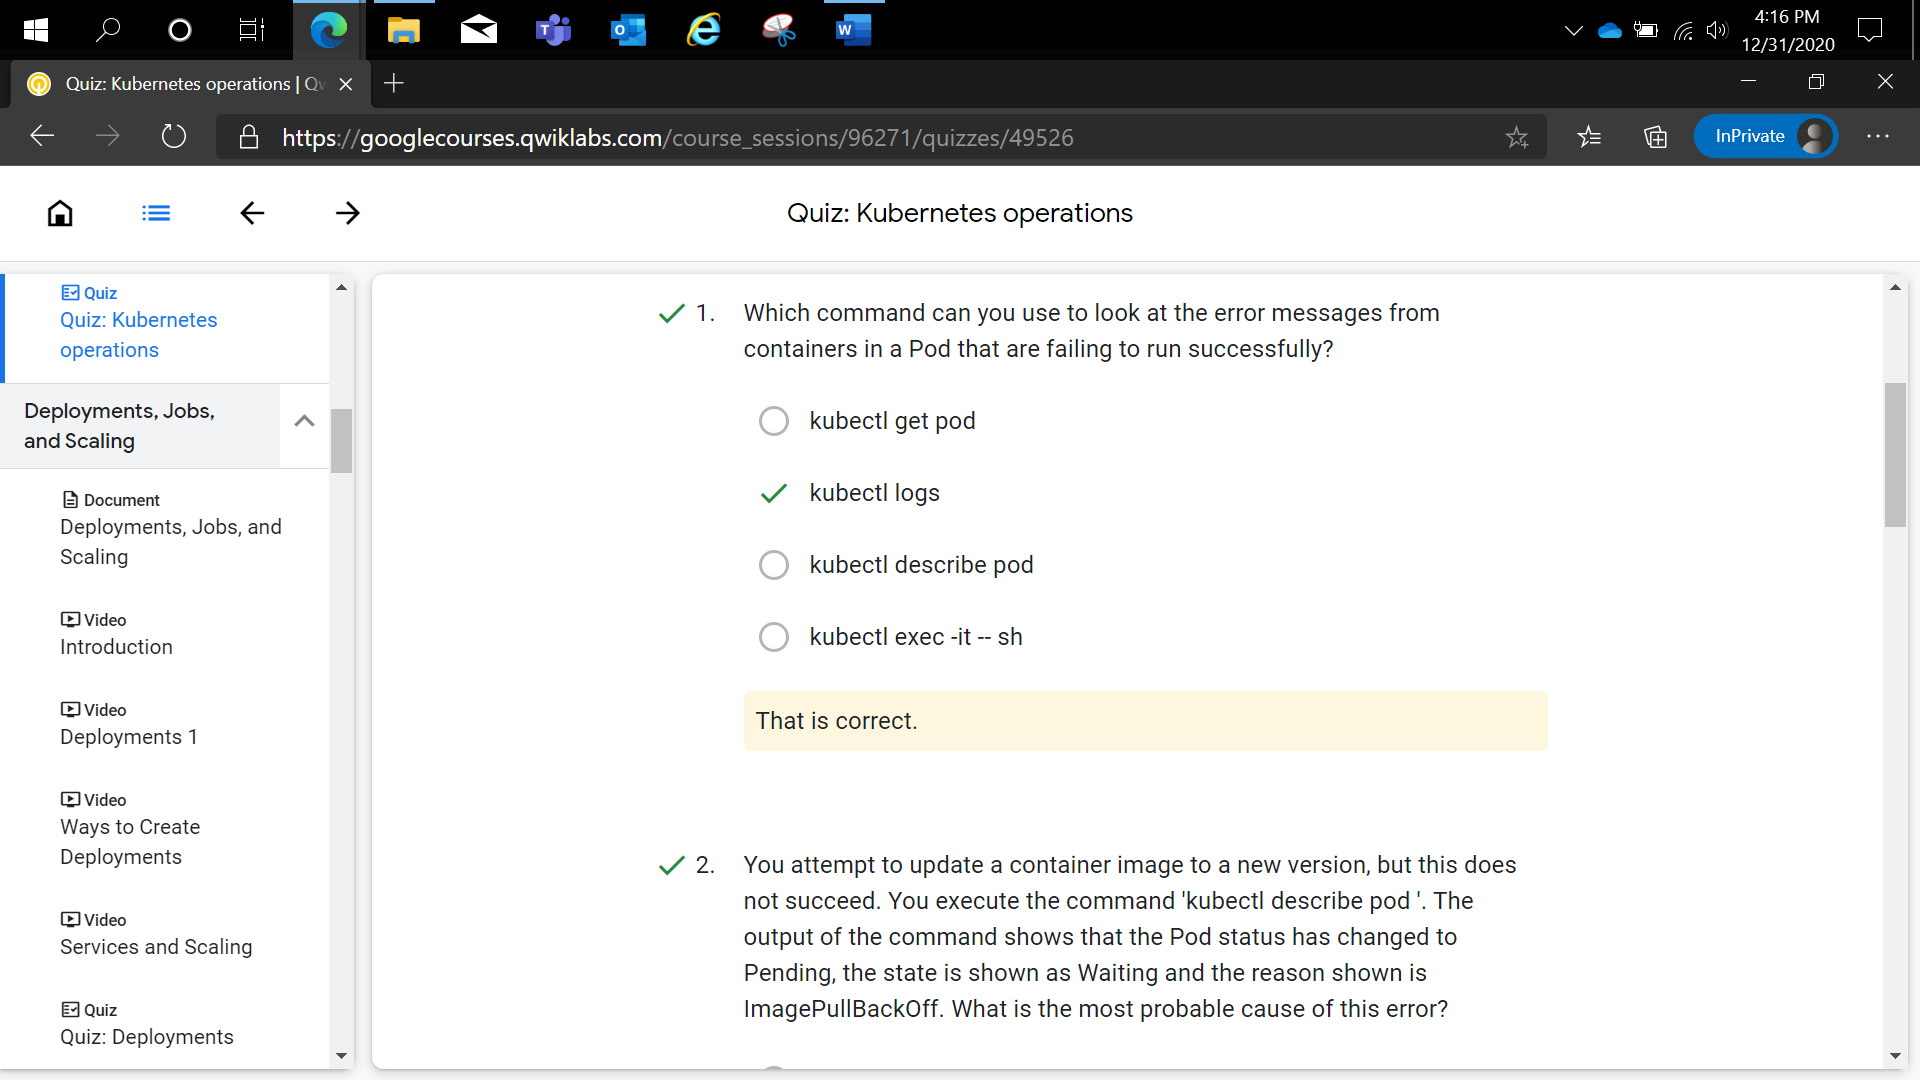 4:16 PM
12/31/2020
Quiz: Kubernetes operations | Qw
https://googlecourses.qwiklabs.com/course_sessions/96271/quizzes/49526
InPrivate
Quiz: Kubernetes operations
Quiz
Quiz: Kubernetes
operations
Deployments, Jobs,
and Scaling
Document
Deployments, Jobs, and
Scaling
Video
Introduction
Video
Deployments 1
Video
Ways to Create
Deployments
Video
Services and Scaling
Quiz
Quiz: Deployments
1. Which command can you use to look at the error messages from
containers in a Pod that are failing to run successfully?
kubectl get pod
kubectl logs
kubectl describe pod
kubectl exec -it -- sh
That is correct.
2. You attempt to update a container image to a new version, but this does
not succeed. You execute the command 'kubectl describe pod '. The
output of the command shows that the Pod status has changed to
Pending, the state is shown as Waiting and the reason shown is
ImagePullBackOff. What is the most probable cause of this error?